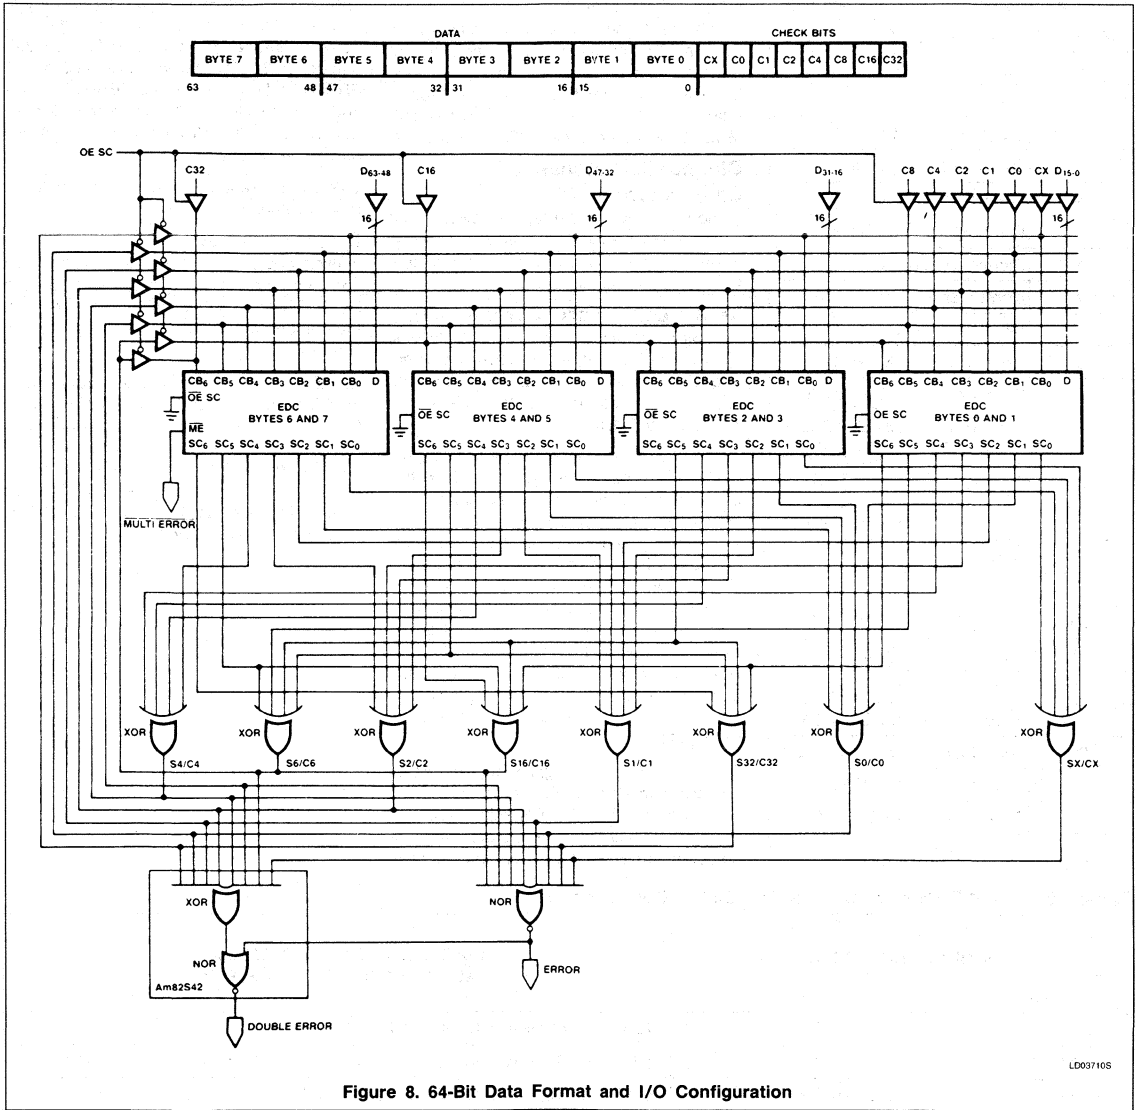 DATA CHECK BITS
BYTE 7 BYTE 6 BYTE 5 BYTE 4 BYTE 3 BYTE 2 BYTE 1 BYTE 0 CX C0 C1 C2 C4 C8 C16 C32
63 48 47 32 31 16 15 0
OE SC C32 D63-48 C16 D47-32 D31-16 C8 C4 C2 C1 C0 CX D15-0
16 16 16 16
CB6 CB5 CB4 CB3 CB2 CB1 CB0 D CB6 CB5 CB4 CB3 CB2 CB1 CB0 D CB6 CB5 CB4 CB3 CB2 CB1 CB0 D CB6 CB5 CB4 CB3 CB2 CB1 CB0 D
OE SC EDC OE SC EDC OE SC EDC OE SC EDC
BYTES 6 AND 7 BYTES 4 AND 5 BYTES 2 AND 3 BYTES 0 AND 1
ME
SC6 SC5 SC4 SC3 SC2 SC1 SC0 SC6 SC5 SC4 SC3 SC2 SC1 SC0 SC6 SC5 SC4 SC3 SC2 SC1 SC0 SC6 SC5 SC4 SC3 SC2 SC1 SC0
MULTI ERROR
XOR XOR XOR XOR XOR XOR XOR XOR
S4/C4 S6/C6 S2/C2 S16/C16 S1/C1 S32/C32 S0/C0 SX/CX
XOR NOR
NOR ERROR
Am82S42
DOUBLE ERROR
LD03710S
Figure 8. 64-Bit Data Format and I/O Configuration